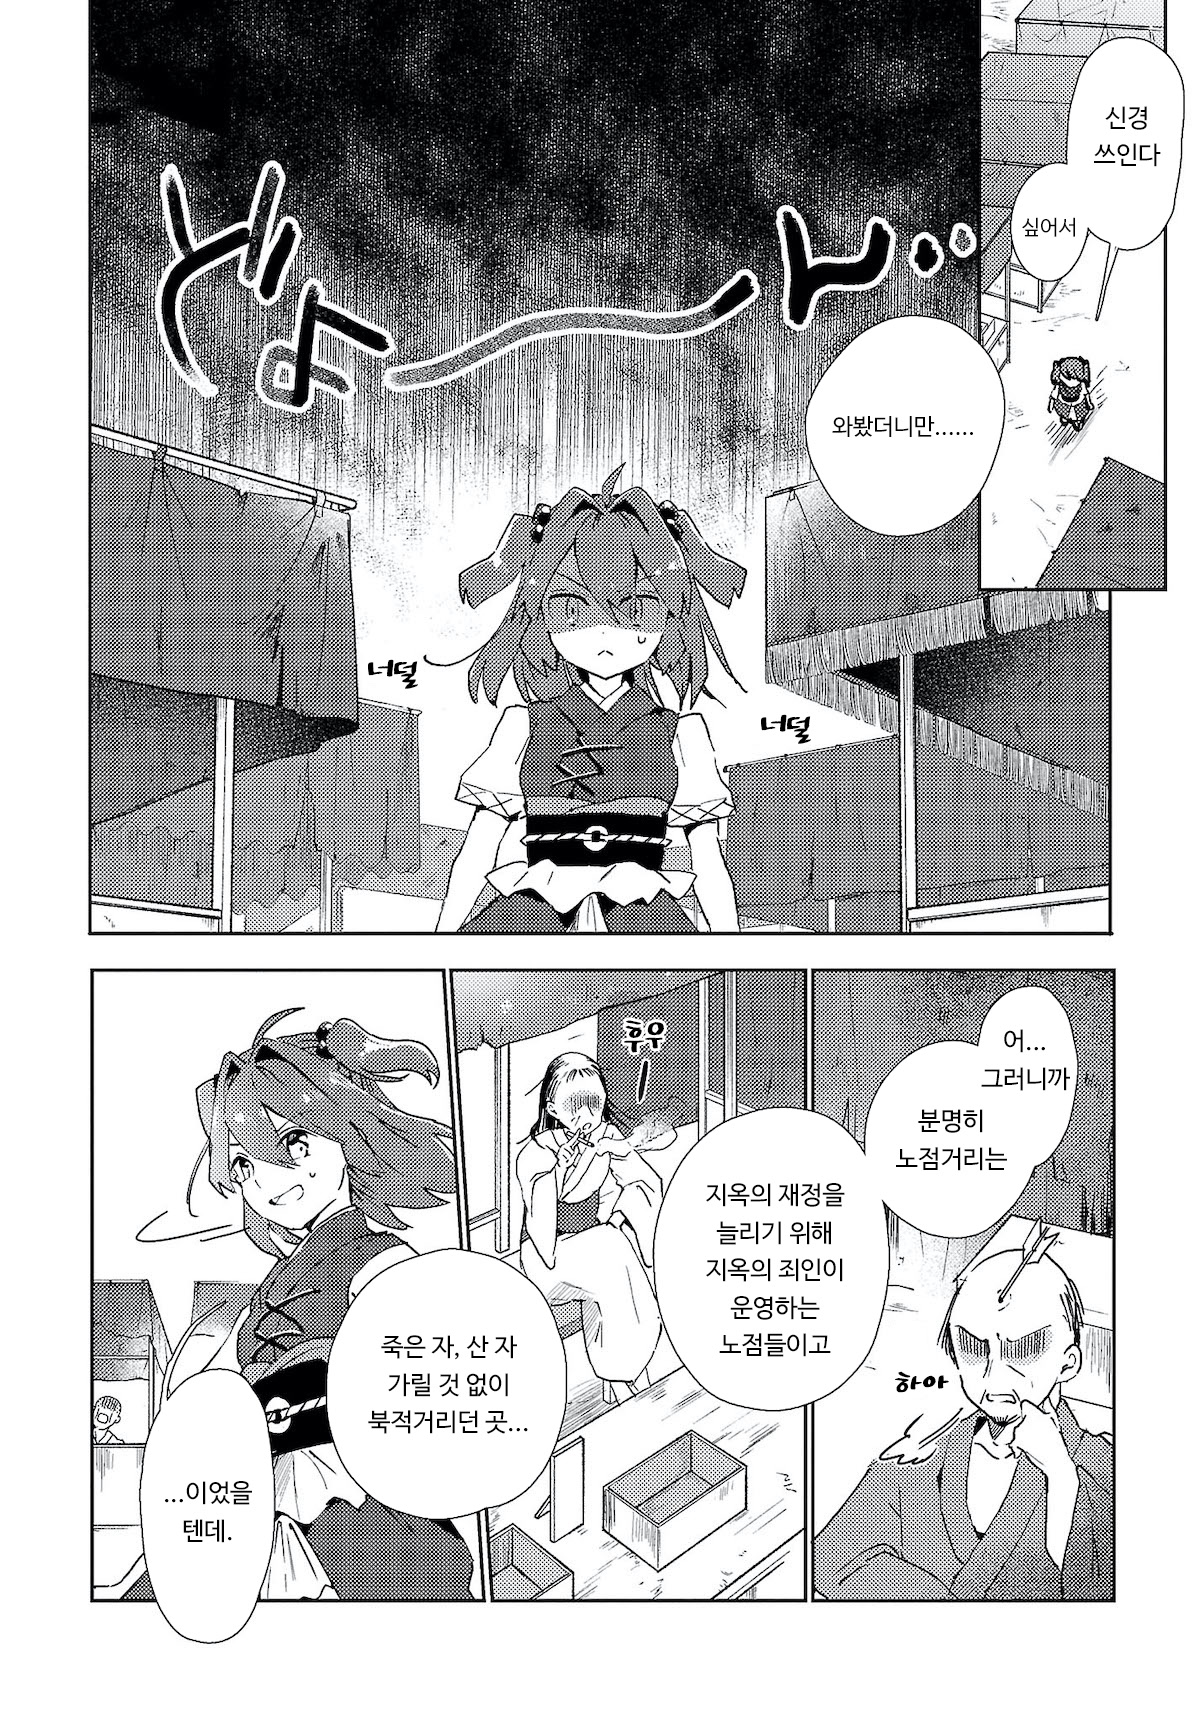 신경
쓰인다
싶어서
와봤더니만......
どよーん…
너덜
너덜
어...
그러니까
분명히
노점거리는
하아
지옥의 재정을
늘리기 위해
지옥의 죄인이
운영하는
노점들이고
후우
죽은 자, 산 자
가릴 것 없이
북적거리던 곳...
...이었을
텐데.